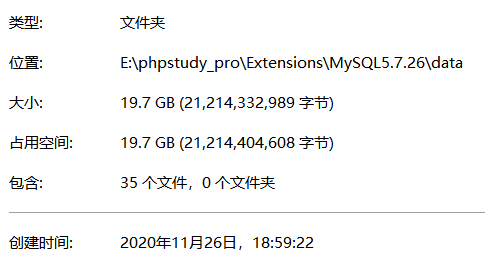 类型: 文件夹
位置: E:\phpstudy_pro\Extensions\MySQL5.7.26\data
大小: 19.7 GB (21,214,332,989 字节)
占用空间: 19.7 GB (21,214,404,608 字节)
包含: 35 个文件，0 个文件夹
创建时间: 2020年11月26日，18:59:22